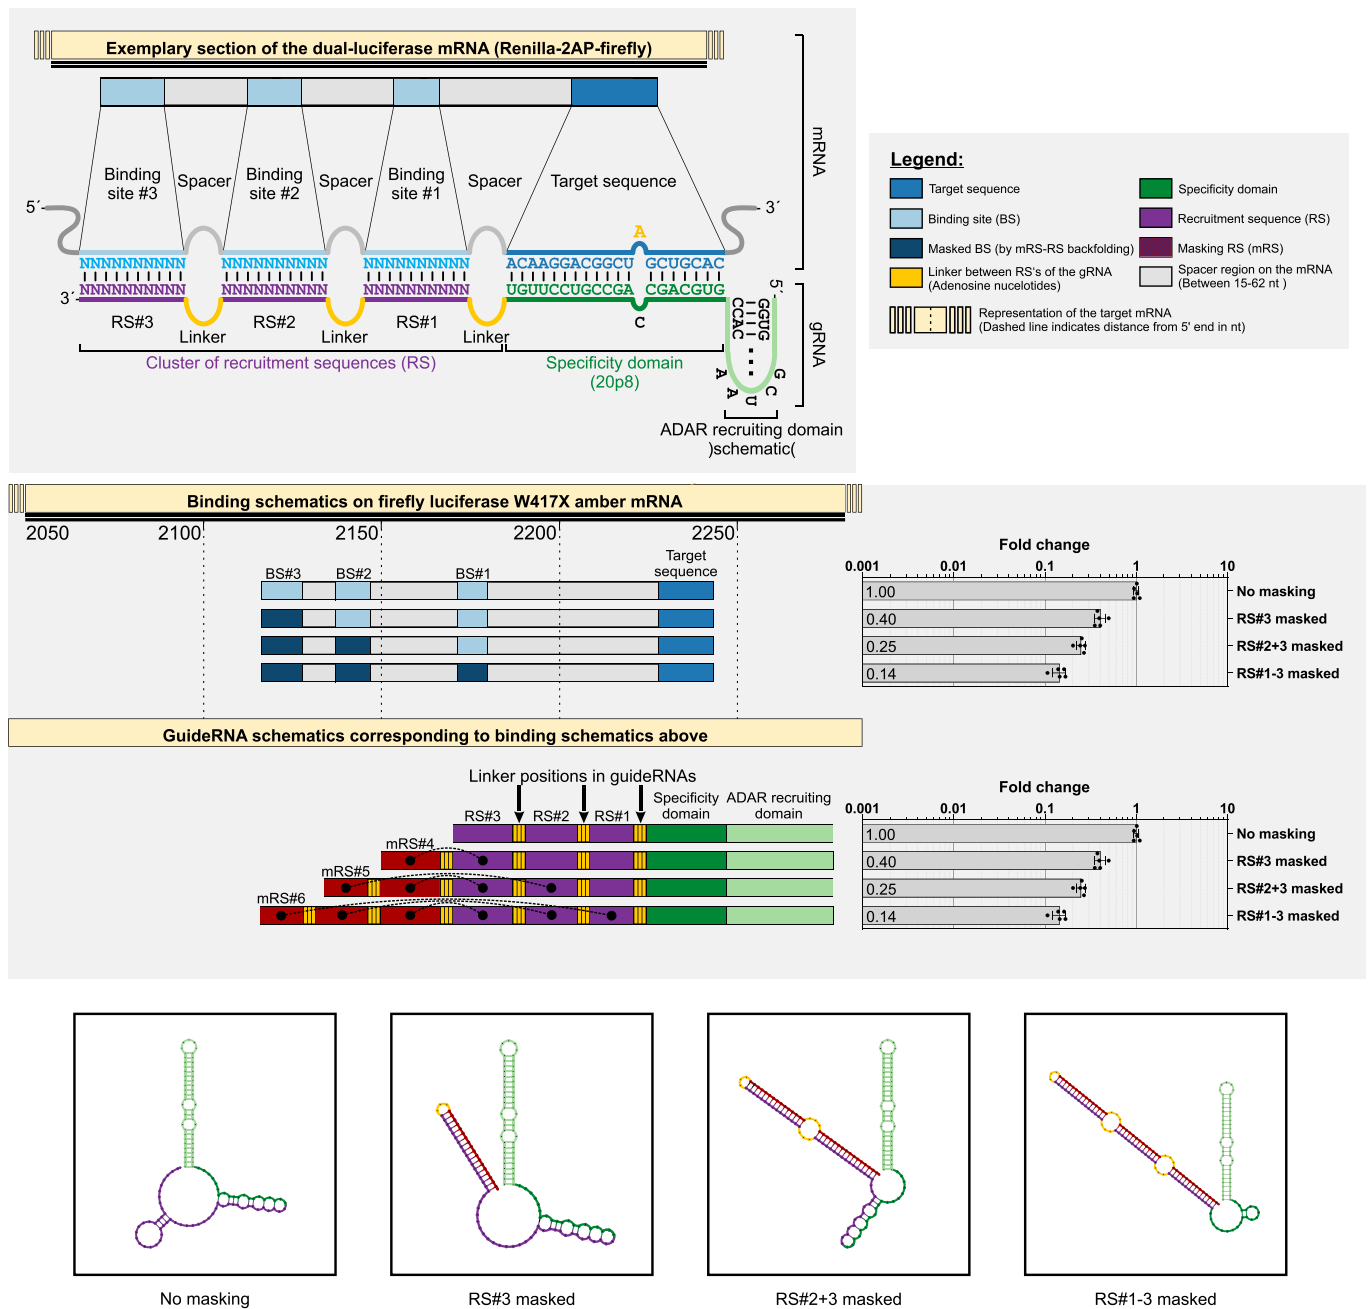 Exemplary section of the dual-luciferase mRNA (Renilla-2AP-firefly)
Binding site #3
Spacer
Binding site #2
Spacer
Binding site #1
Spacer
Target sequence
mRNA
5´
3´
A
NNNNNNNNNN NNNNNNNNNN NNNNNNNNNN ACAAGGACGGCU GCUGCAC
NNNNNNNNNN NNNNNNNNNN NNNNNNNNNN UGUUCCUGCCGA CGACGUG
3´
5´
C
RS#3
Linker
RS#2
Linker
RS#1
Linker
Cluster of recruitment sequences (RS)
Specificity domain
(20p8)
CCAC
GGUG
A
A
U
C
G
gRNA
ADAR recruiting domain
)schematic(
Legend:
Target sequence
Binding site (BS)
Masked BS (by mRS-RS backfolding)
Linker between RS's of the gRNA
(Adenosine nucelotides)
Specificity domain
Recruitment sequence (RS)
Masking RS (mRS)
Spacer region on the mRNA
(Between 15-62 nt )
Representation of the target mRNA
(Dashed line indicates distance from 5' end in nt)
Binding schematics on firefly luciferase W417X amber mRNA
2050 2100 2150 2200 2250
BS#3 BS#2 BS#1
Target
sequence
Fold change
0.001 0.01 0.1 1 10
1.00 No masking
0.40 RS#3 masked
0.25 RS#2+3 masked
0.14 RS#1-3 masked
GuideRNA schematics corresponding to binding schematics above
Linker positions in guideRNAs
RS#3 RS#2 RS#1
Specificity
domain
ADAR recruiting
domain
mRS#4
mRS#5
mRS#6
Fold change
0.001 0.01 0.1 1 10
1.00 No masking
0.40 RS#3 masked
0.25 RS#2+3 masked
0.14 RS#1-3 masked
No masking
RS#3 masked
RS#2+3 masked
RS#1-3 masked